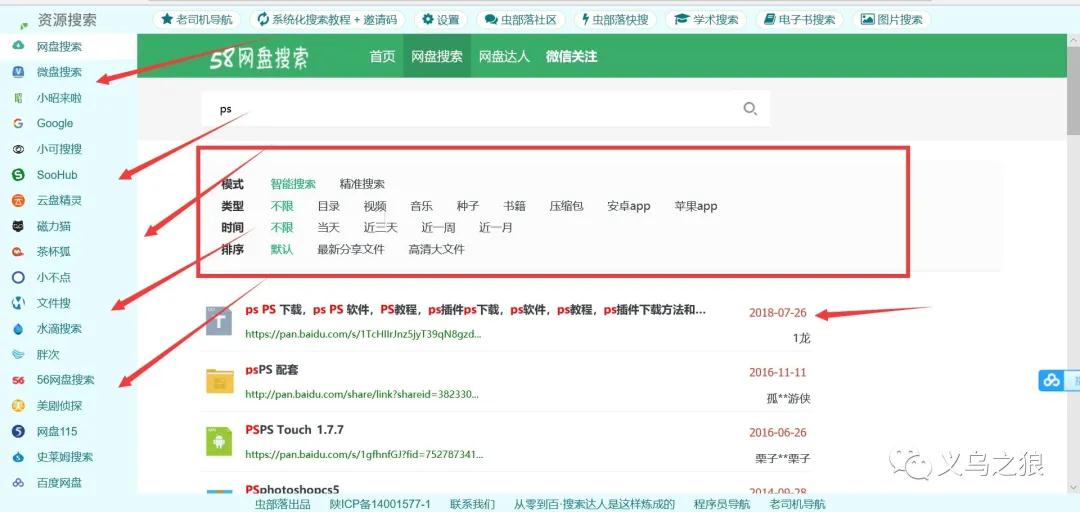 资源搜索
老司机导航
系统化搜索教程 + 邀请码
设置
虫部落社区
虫部落快搜
学术搜索
电子书搜索
图片搜索
网盘搜索
微盘搜索
小昭来啦
Google
小可搜搜
SooHub
云盘精灵
磁力猫
茶杯狐
小不点
文件搜
水滴搜索
胖次
56网盘搜索
美剧侦探
网盘115
史莱姆搜索
百度网盘
58网盘搜索
首页
网盘搜索
网盘达人
微信关注
ps
模式 智能搜索 精准搜索
类型 不限 目录 视频 音乐 种子 书籍 压缩包 安卓app 苹果app
时间 不限 当天 近三天 近一周 近一月
排序 默认 最新分享文件 高清大文件
ps PS 下载，ps PS 软件，PS教程，ps插件ps下载，ps软件，ps教程，ps插件下载方法和...
2018-07-26
https://pan.baidu.com/s/1TcHIIrJnz5jyT39qN8gzd...
1龙
psPS 配套
2016-11-11
http://pan.baidu.com/share/link?shareid=382330...
孤**游侠
PSPS Touch 1.7.7
2016-06-26
https://pan.baidu.com/s/1gfhnfGJ?fid=752787341...
栗子**栗子
PSphotoshopcs5
2014-09-28
义乌之狼
虫部落出品
陕ICP备14001577-1
联系我们
从零到百·搜索达人是这样炼成的
程序员导航
老司机导航